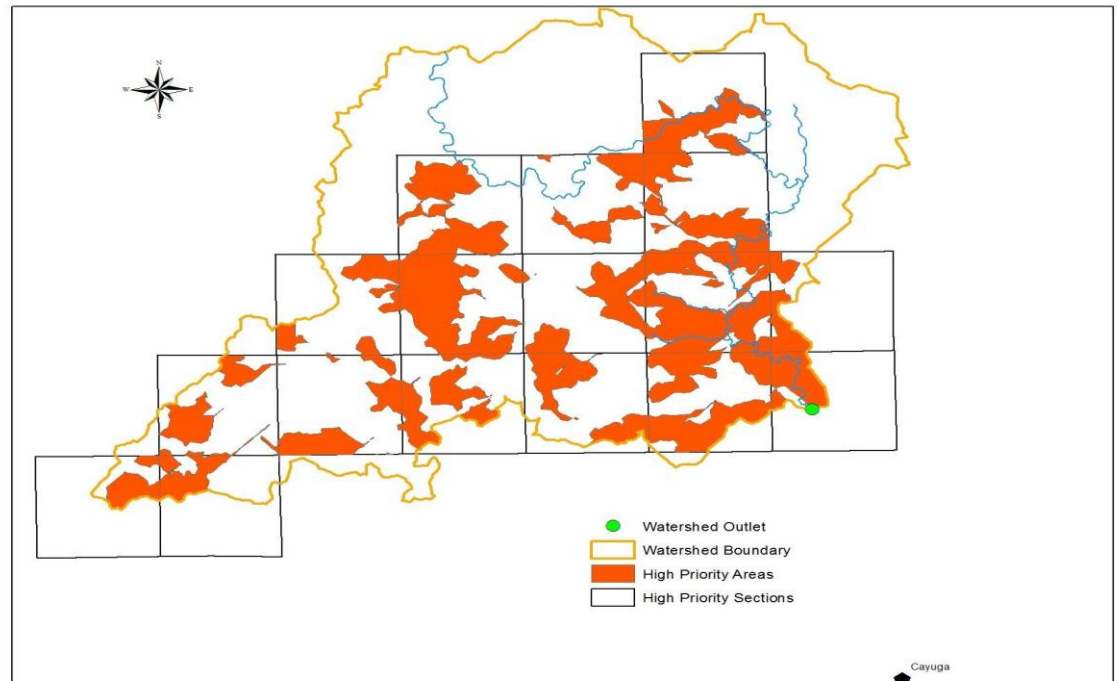 N
W E
S
Watershed Outlet
Watershed Boundary
High Priority Areas
High Priority Sections
Cayuga